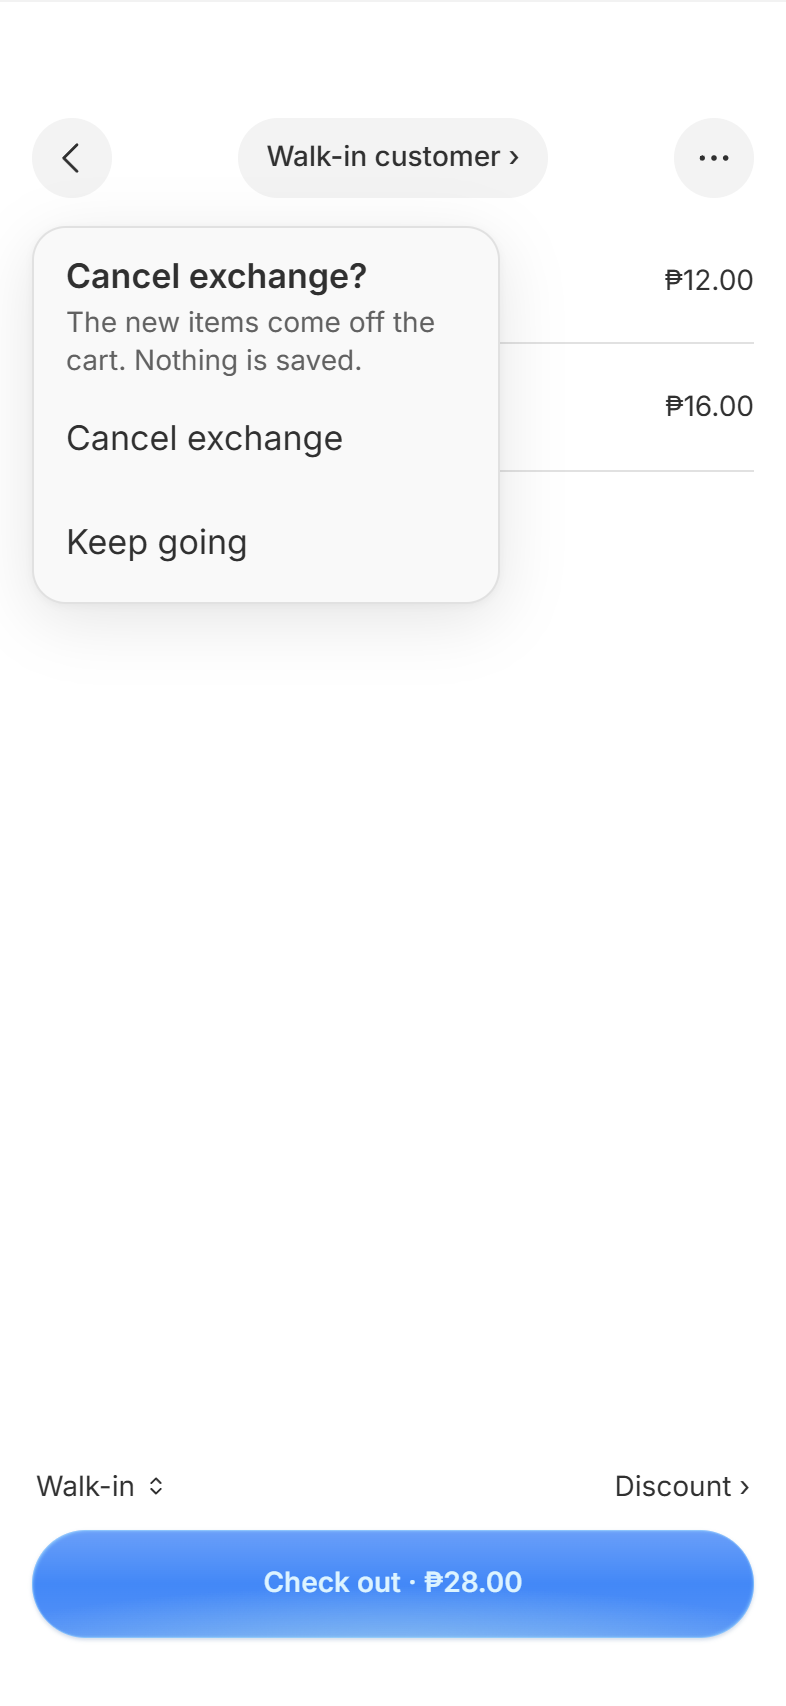 Walk-in customer ›
Cancel exchange?
The new items come off the
cart. Nothing is saved.
Cancel exchange
Keep going
₱12.00
₱16.00
Walk-in
Discount ›
Check out · ₱28.00